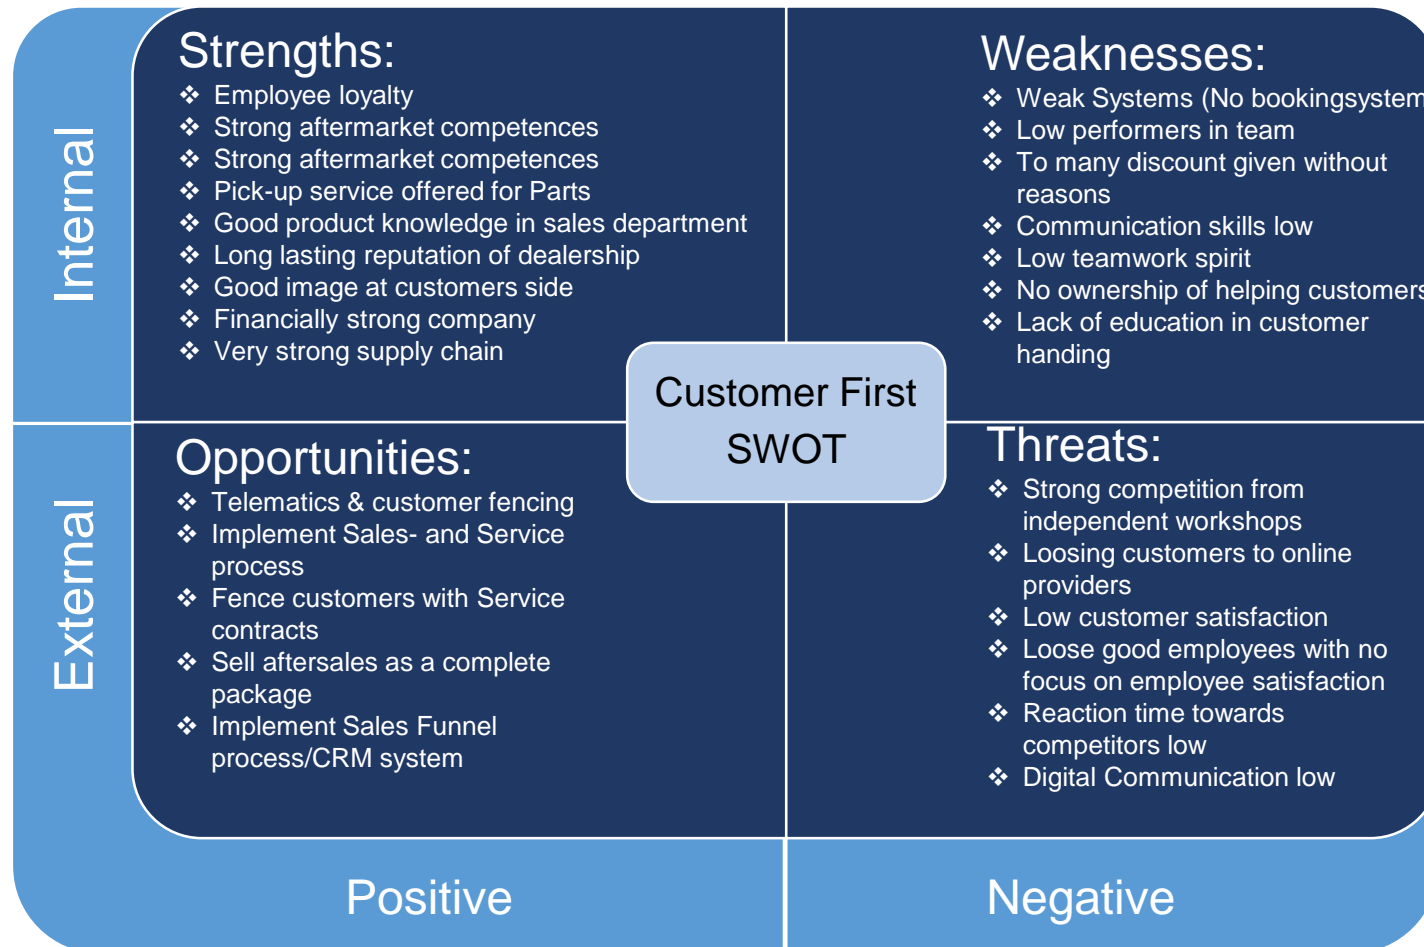 Internal
Strengths:
❖ Employee loyalty
❖ Strong aftermarket competences
❖ Strong aftermarket competences
❖ Pick-up service offered for Parts
❖ Good product knowledge in sales department
❖ Long lasting reputation of dealership
❖ Good image at customers side
❖ Financially strong company
❖ Very strong supply chain
Weaknesses:
❖ Weak Systems (No bookingsystem
❖ Low performers in team
❖ To many discount given without
reasons
❖ Communication skills low
❖ Low teamwork spirit
❖ No ownership of helping customers
❖ Lack of education in customer
handing
Customer First
SWOT
External
Opportunities:
❖ Telematics & customer fencing
❖ Implement Sales- and Service
process
❖ Fence customers with Service
contracts
❖ Sell aftersales as a complete
package
❖ Implement Sales Funnel
process/CRM system
Threats:
❖ Strong competition from
independent workshops
❖ Loosing customers to online
providers
❖ Low customer satisfaction
❖ Loose good employees with no
focus on employee satisfaction
❖ Reaction time towards
competitors low
❖ Digital Communication low
Positive
Negative